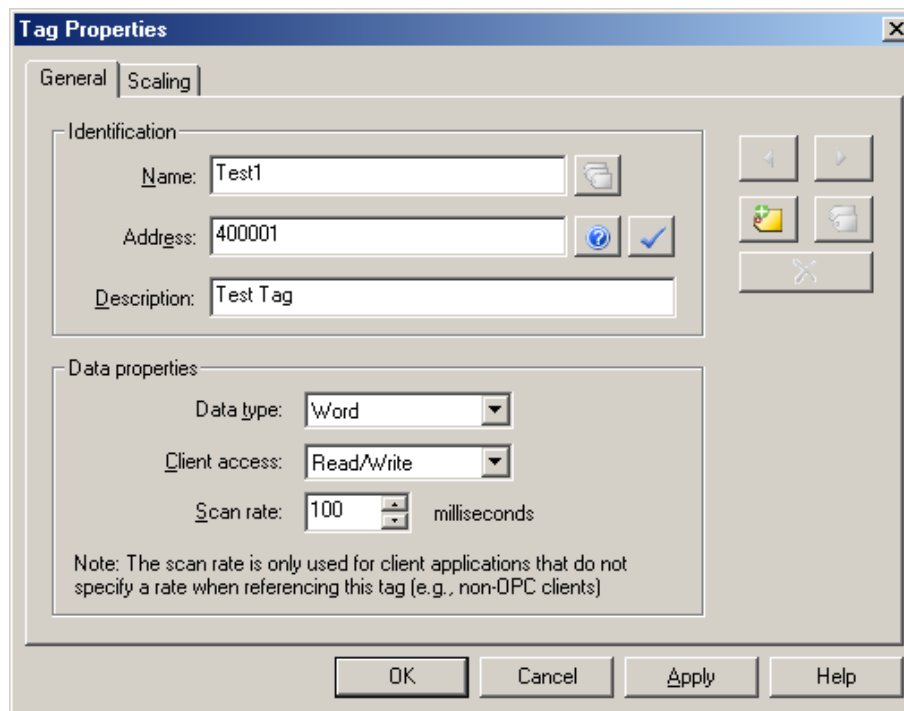 Tag Properties
General Scaling
Identification
Name: Test1
Address: 400001
Description: Test Tag
Data properties
Data type: Word
Client access: Read/Write
Scan rate: 100 milliseconds
Note: The scan rate is only used for client applications that do not
specify a rate when referencing this tag (e.g., non-OPC clients)
OK Cancel Apply Help